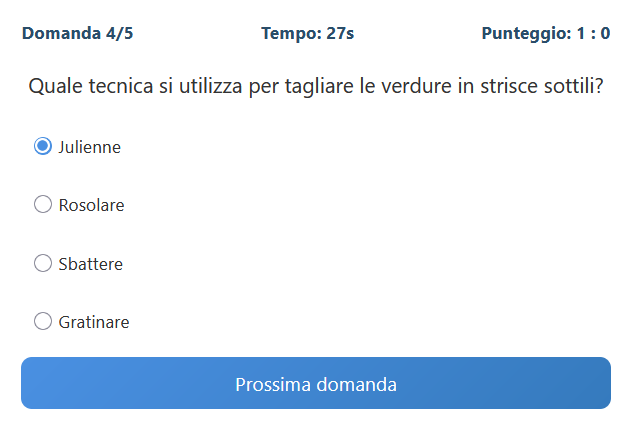 Domanda 4/5 Tempo: 27s Punteggio: 1 : 0
Quale tecnica si utilizza per tagliare le verdure in strisce sottili?
Julienne
Rosolare
Sbattere
Gratinare
Prossima domanda